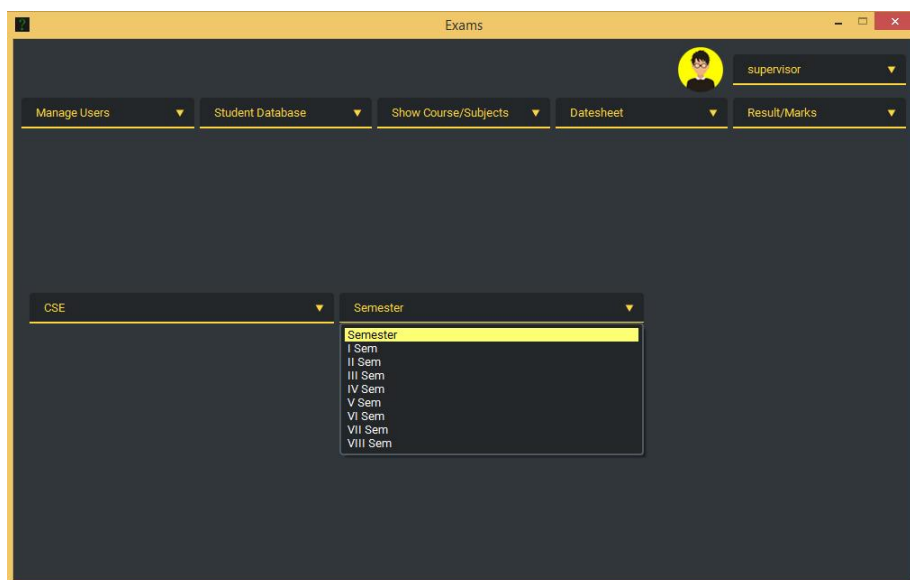 Exams
supervisor
Manage Users Student Database Show Course/Subjects Datesheet Result/Marks
CSE Semester
Semester
I Sem
II Sem
III Sem
IV Sem
V Sem
VI Sem
VII Sem
VIII Sem